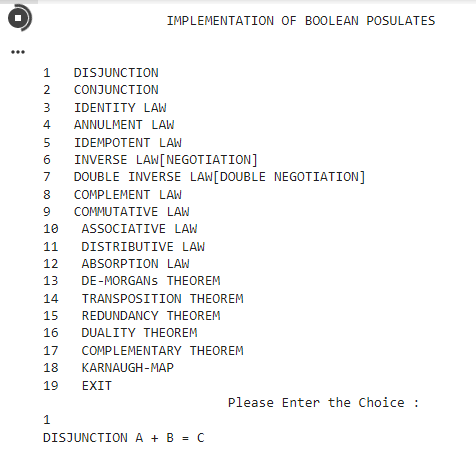 IMPLEMENTATION OF BOOLEAN POSULATES
1 DISJUNCTION
2 CONJUNCTION
3 IDENTITY LAW
4 ANNULMENT LAW
5 IDEMPOTENT LAW
6 INVERSE LAW[NEGOTIATION]
7 DOUBLE INVERSE LAW[DOUBLE NEGOTIATION]
8 COMPLEMENT LAW
9 COMMUTATIVE LAW
10 ASSOCIATIVE LAW
11 DISTRIBUTIVE LAW
12 ABSORPTION LAW
13 DE-MORGANs THEOREM
14 TRANSPOSITION THEOREM
15 REDUNDANCY THEOREM
16 DUALITY THEOREM
17 COMPLEMENTARY THEOREM
18 KARNAUGH-MAP
19 EXIT
Please Enter the Choice :
1
DISJUNCTION A + B = C